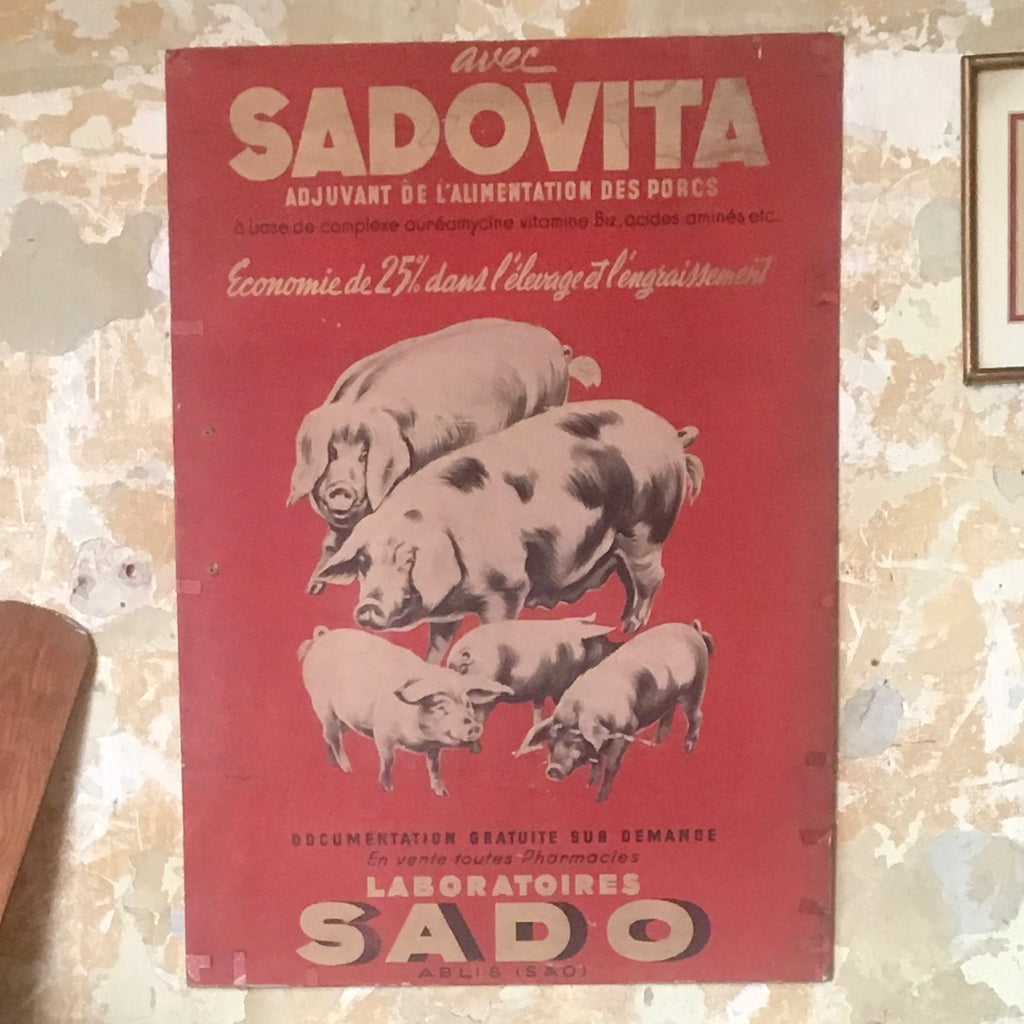 avec
SADOVITA
ADJUVANT DE L'ALIMENTATION DES PORCS
à base de complexe auréomycine vitamine B12, acides aminés etc...
Economie de 25% dans l'élevage et l'engraissement
DOCUMENTATION GRATUITE SUR DEMANDE
En vente toutes Pharmacies
LABORATOIRES
SADO
ABLIS (S&O)